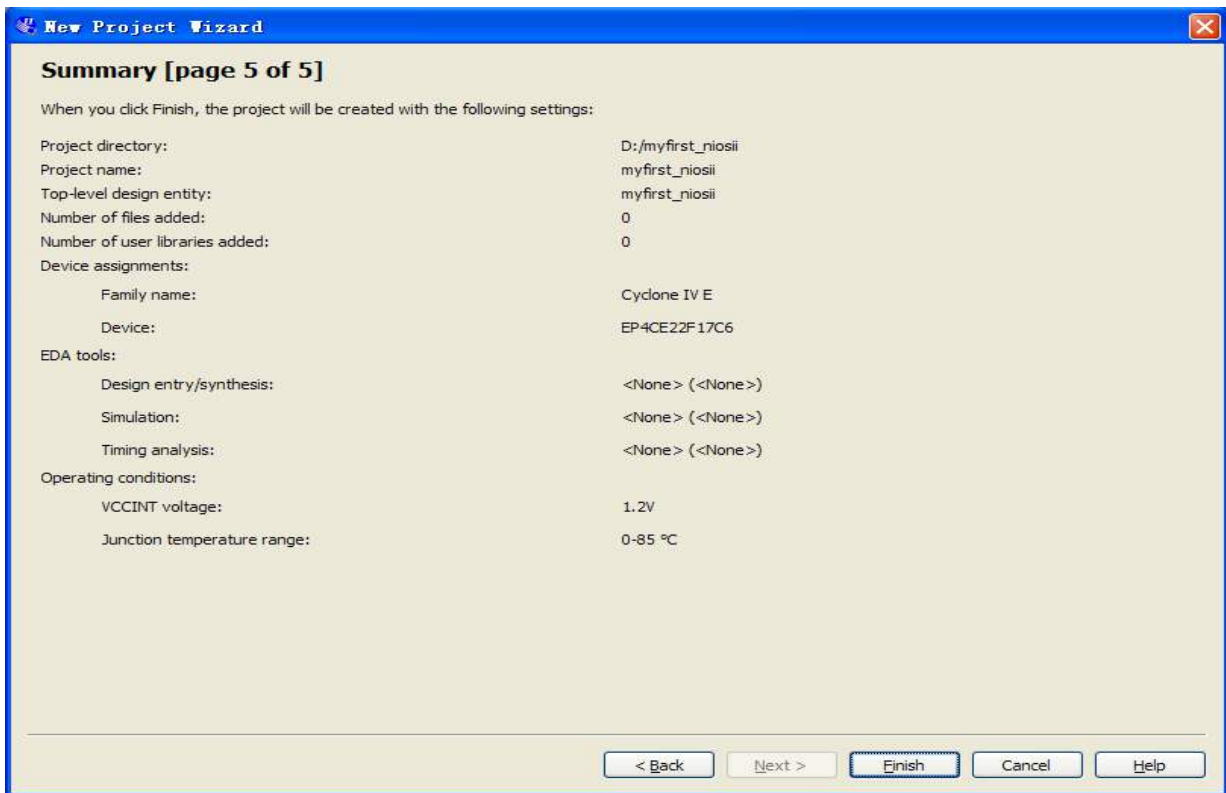 New Project Wizard
Summary [page 5 of 5]
When you click Finish, the project will be created with the following settings:
Project directory: D:/myfirst_niosii
Project name: myfirst_niosii
Top-level design entity: myfirst_niosii
Number of files added: 0
Number of user libraries added: 0
Device assignments:
Family name: Cyclone IV E
Device: EP4CE22F17C6
EDA tools:
Design entry/synthesis: <None> (<None>)
Simulation: <None> (<None>)
Timing analysis: <None> (<None>)
Operating conditions:
VCCINT voltage: 1.2V
Junction temperature range: 0-85 °C
< Back Next > Finish Cancel Help